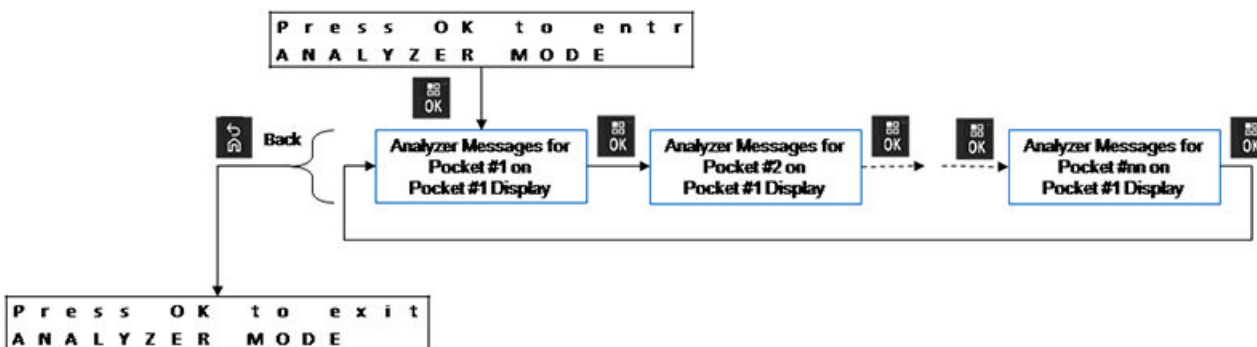 Press OK to entr
ANALYZER MODE
OK
Back
Analyzer Messages for
Pocket #1 on
Pocket #1 Display
OK
Analyzer Messages for
Pocket #2 on
Pocket #1 Display
OK
OK
Analyzer Messages for
Pocket #nn on
Pocket #1 Display
OK
Press OK to exit
ANALYZER MODE